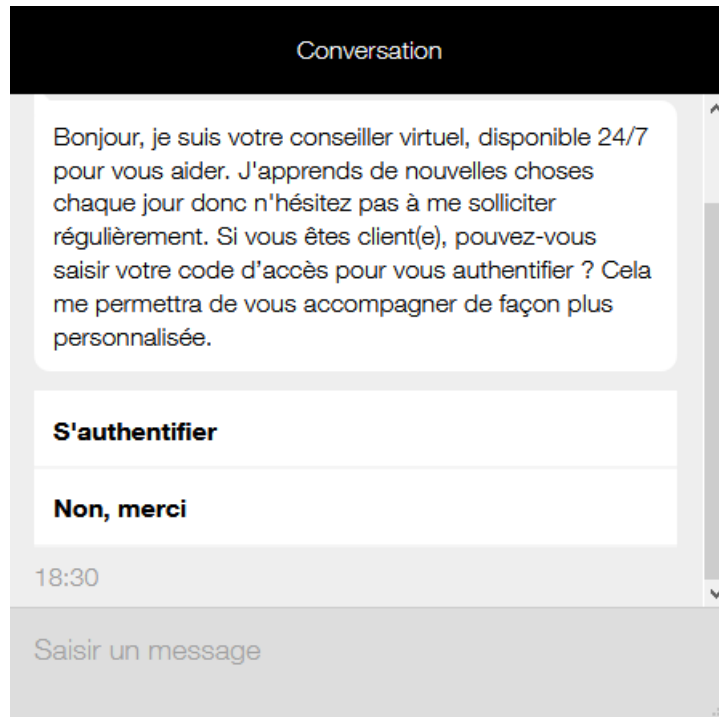 Conversation
Bonjour, je suis votre conseiller virtuel, disponible 24/7
pour vous aider. J'apprends de nouvelles choses
chaque jour donc n'hésitez pas à me solliciter
régulièrement. Si vous êtes client(e), pouvez-vous
saisir votre code d’accès pour vous authentifier ? Cela
me permettra de vous accompagner de façon plus
personnalisée.
S'authentifier
Non, merci
18:30
Saisir un message